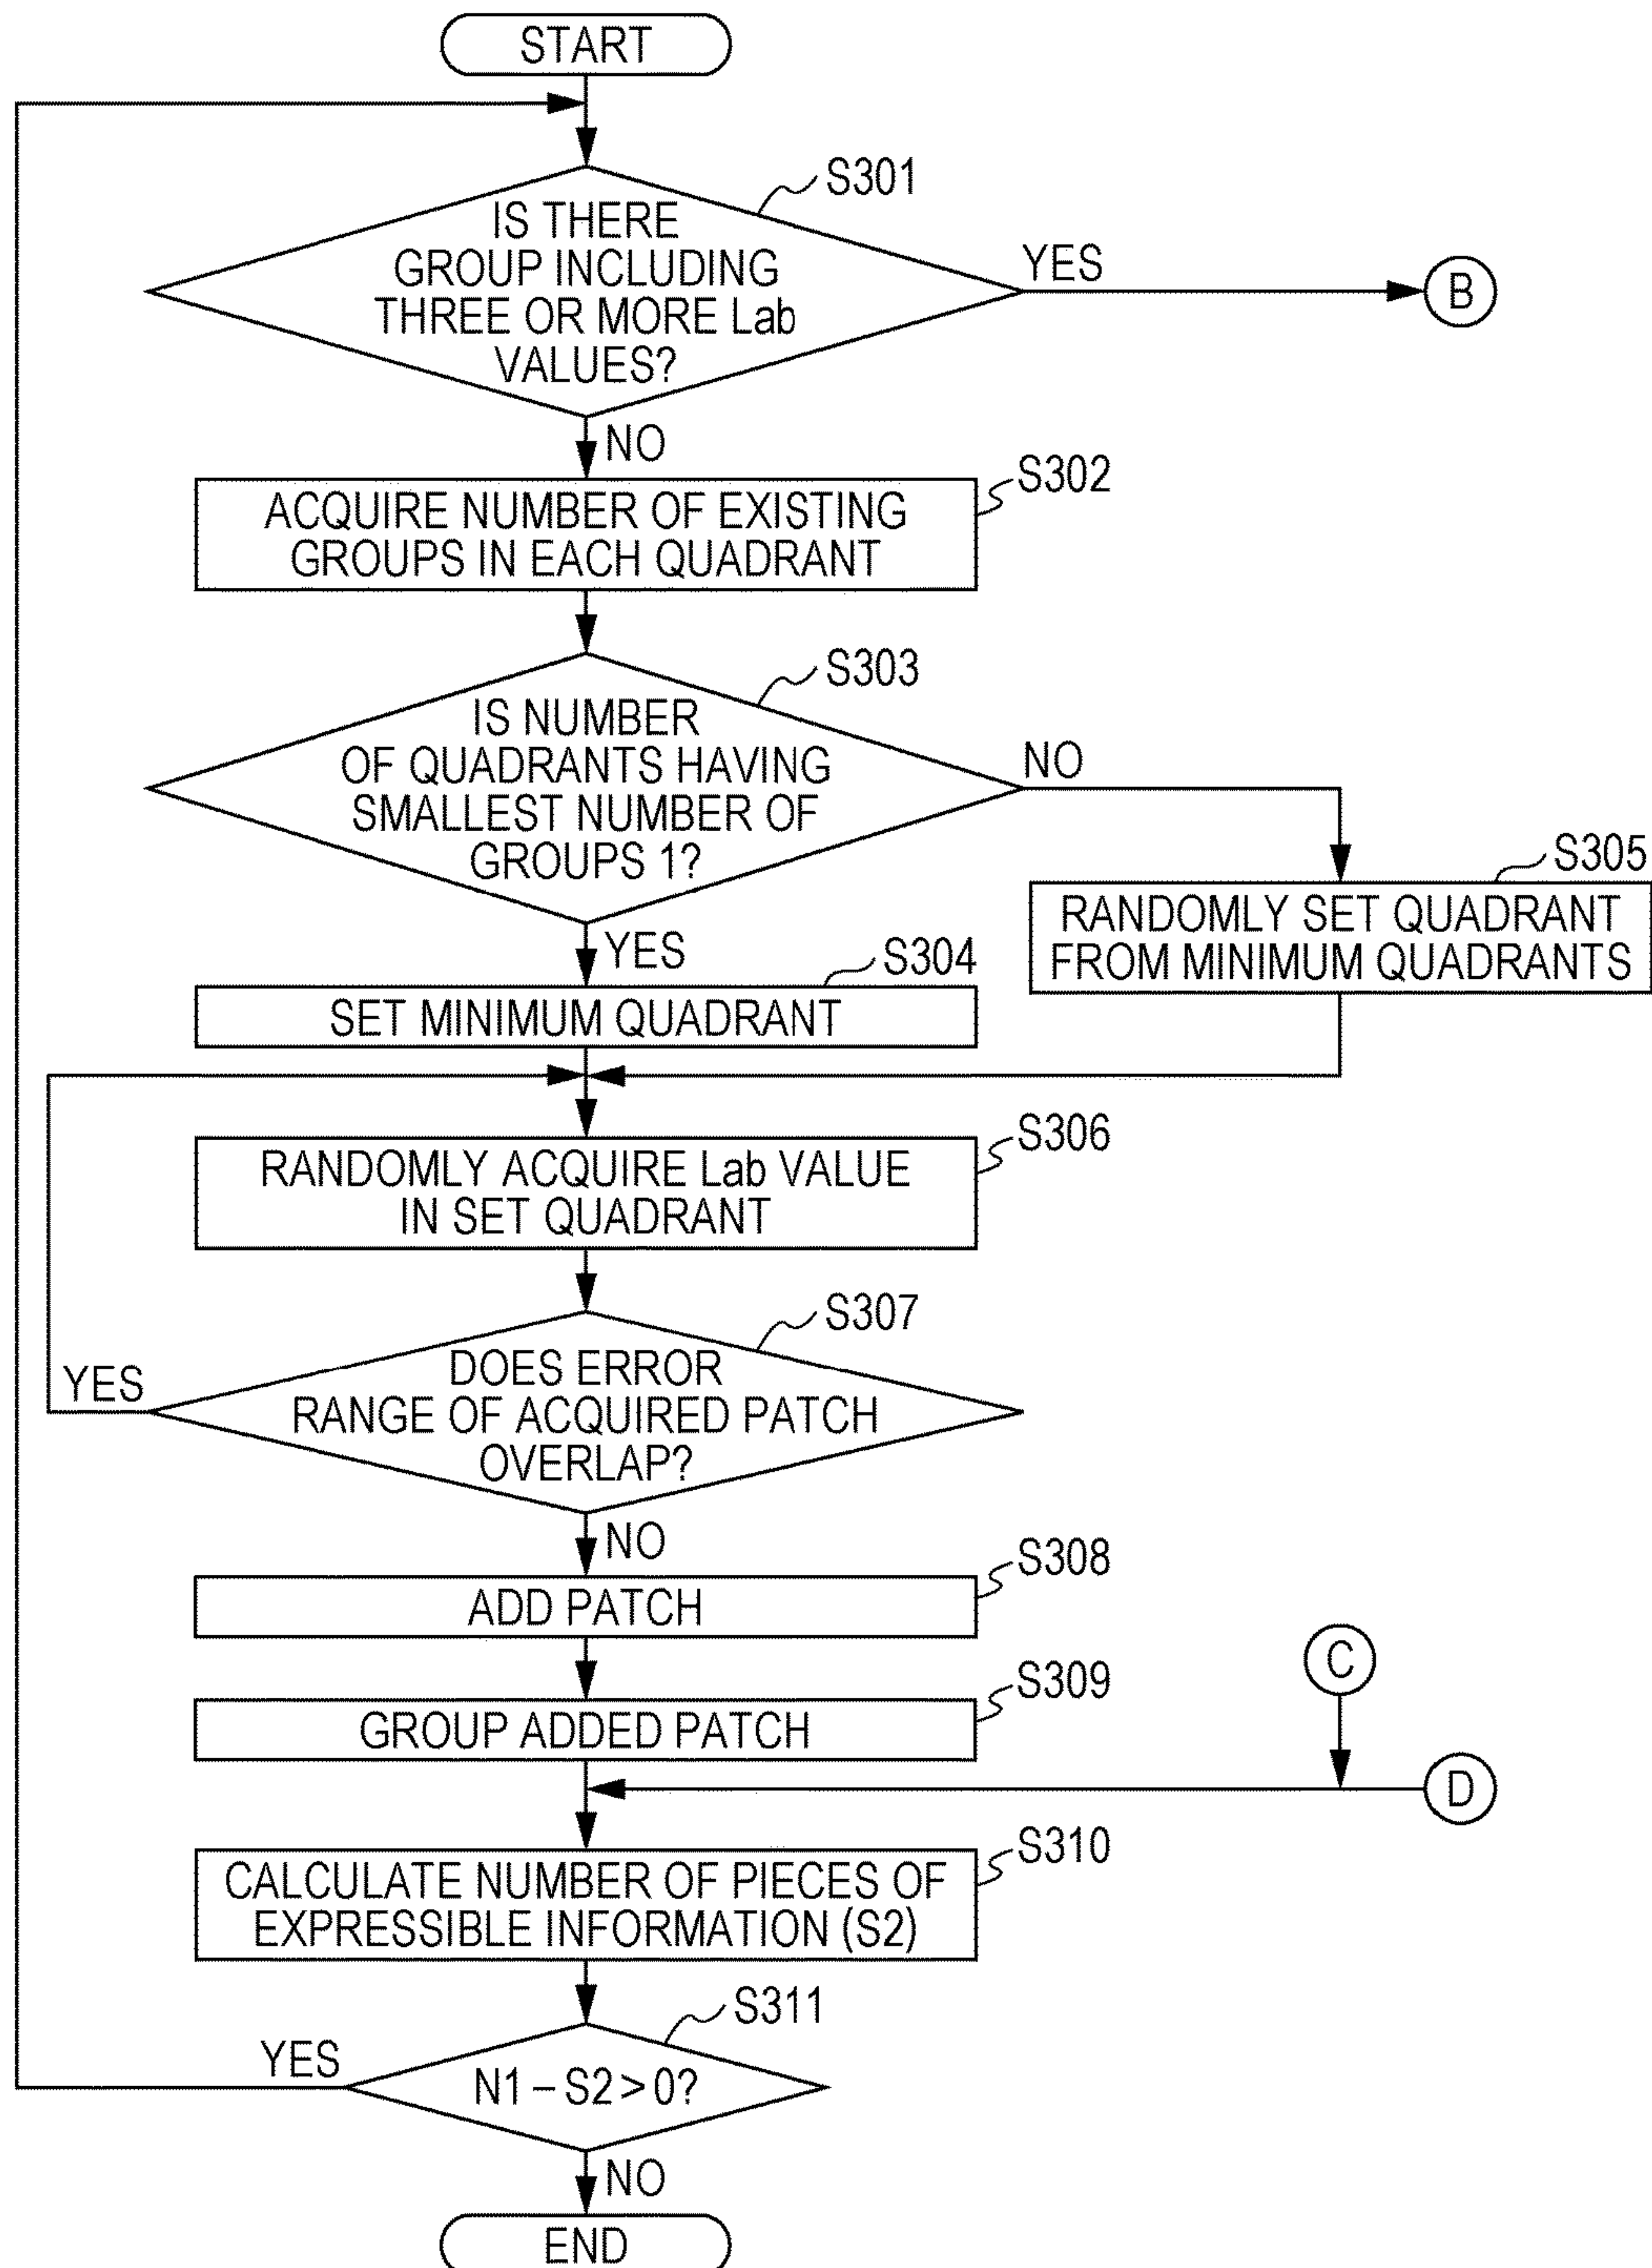 START
S301
IS THERE
GROUP INCLUDING
THREE OR MORE Lab
VALUES?
YES
B
NO
S302
ACQUIRE NUMBER OF EXISTING
GROUPS IN EACH QUADRANT
S303
IS NUMBER
OF QUADRANTS HAVING
SMALLEST NUMBER OF
GROUPS 1?
NO
S305
RANDOMLY SET QUADRANT
FROM MINIMUM QUADRANTS
YES
S304
SET MINIMUM QUADRANT
S306
RANDOMLY ACQUIRE Lab VALUE
IN SET QUADRANT
S307
DOES ERROR
RANGE OF ACQUIRED PATCH
OVERLAP?
YES
NO
S308
ADD PATCH
C
S309
GROUP ADDED PATCH
D
S310
CALCULATE NUMBER OF PIECES OF
EXPRESSIBLE INFORMATION (S2)
S311
YES
N1 – S2 > 0?
NO
END